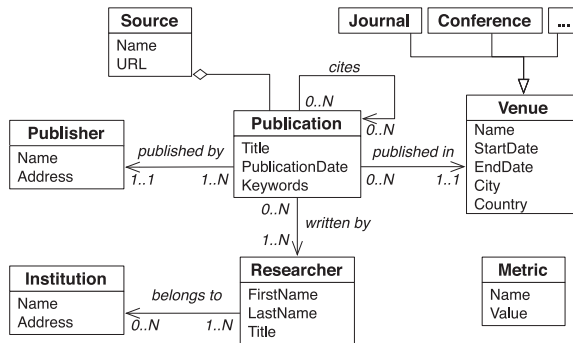 Source
Name
URL
Journal
Conference
...
cites
0..N
0..N
Publisher
Name
Address
published by
1..1
1..N
Publication
Title
PublicationDate
Keywords
published in
0..N
1..1
Venue
Name
StartDate
EndDate
City
Country
0..N
written by
1..N
Institution
Name
Address
belongs to
0..N
1..N
Researcher
FirstName
LastName
Title
Metric
Name
Value